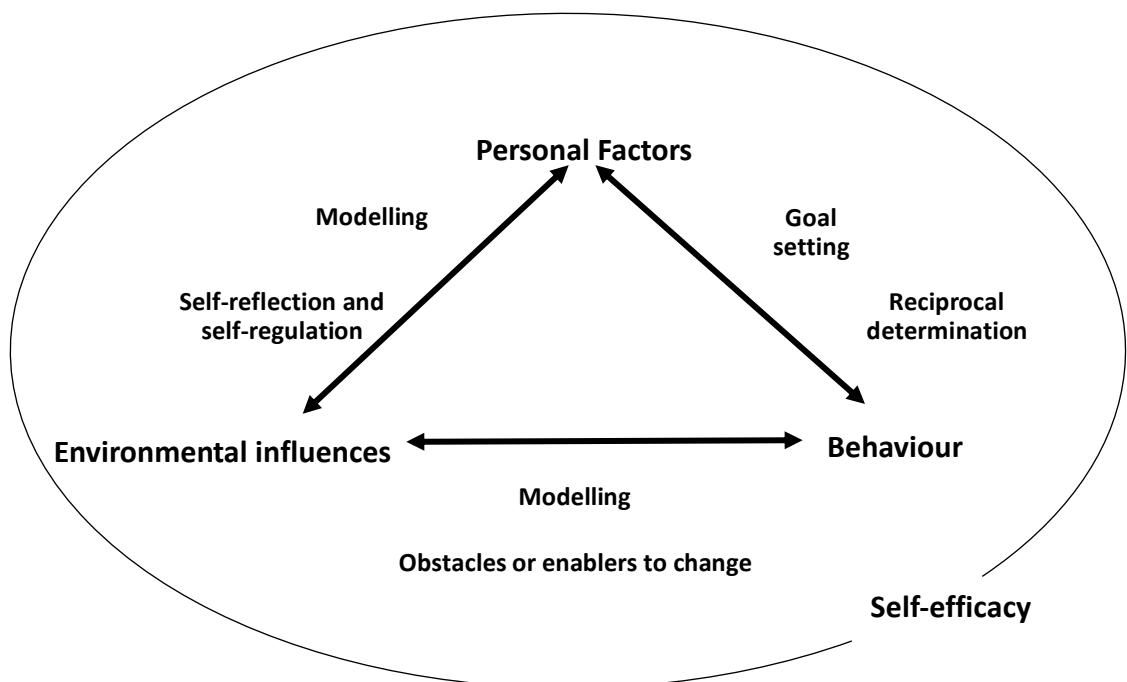 Personal Factors
Modelling
Goal
setting
Self-reflection and
self-regulation
Reciprocal
determination
Environmental influences
Behaviour
Modelling
Obstacles or enablers to change
Self-efficacy